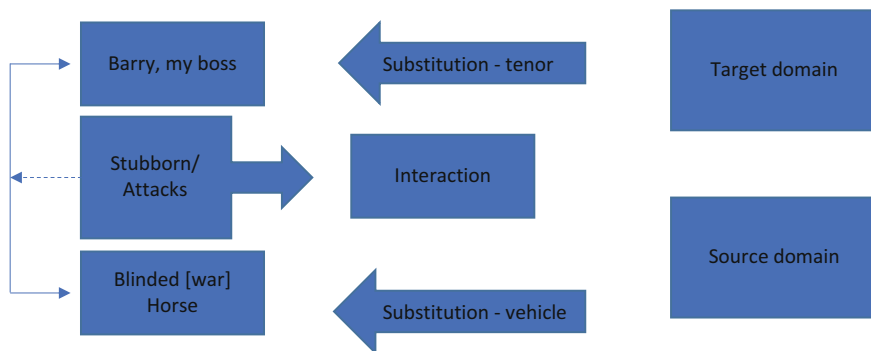 Barry, my boss
Substitution - tenor
Target domain
Stubborn/
Attacks
Interaction
Blinded [war]
Horse
Substitution - vehicle
Source domain